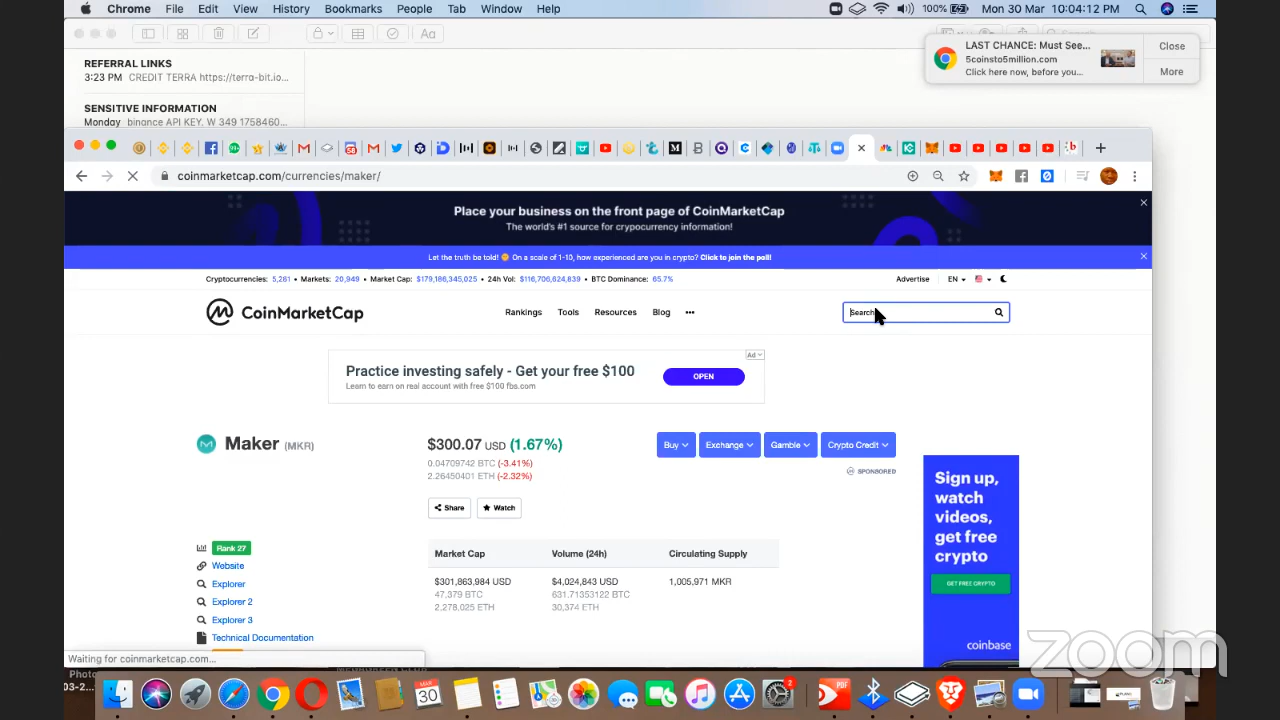 Chrome File Edit View History Bookmarks People Tab Window Help 100% Mon 30 Mar 10:04:12 PM
REFERRAL LINKS
3:23 PM CREDIT TERRA https://terra-bit.io...
SENSITIVE INFORMATION
Monday binance API KEY. W 349 1758460...
Aa
LAST CHANCE: Must See...
5coinsto5million.com
Click here now, before you...
Close
More
coinmarketcap.com/currencies/maker/
Place your business on the front page of CoinMarketCap
The world's #1 source for crypocurrency information!
Let the truth be told! On a scale of 1-10, how experienced are you in crypto? Click to join the poll!
Cryptocurrencies: 5,281 • Markets: 20,949 • Market Cap: $179,186,345,025 • 24h Vol: $116,706,624,839 • BTC Dominance: 65.7%
Advertise EN
CoinMarketCap
Rankings Tools Resources Blog
Search
Practice investing safely - Get your free $100
Learn to earn on real account with free $100 fbs.com
Ad
OPEN
Maker (MKR)
$300.07 USD (1.67%)
0.04709742 BTC (-3.41%)
2.26450401 ETH (-2.32%)
Buy Exchange Gamble Crypto Credit
SPONSORED
Share Watch
Rank 27
Website
Explorer
Explorer 2
Explorer 3
Technical Documentation
Market Cap Volume (24h) Circulating Supply
$301,863,984 USD $4,024,843 USD 1,005,971 MKR
47,379 BTC 631.71353122 BTC
2,278,025 ETH 30,374 ETH
Sign up,
watch
videos,
get free
crypto
GET FREE CRYPTO
coinbase
Waiting for coinmarketcap.com...
zoom
30
PDF
2